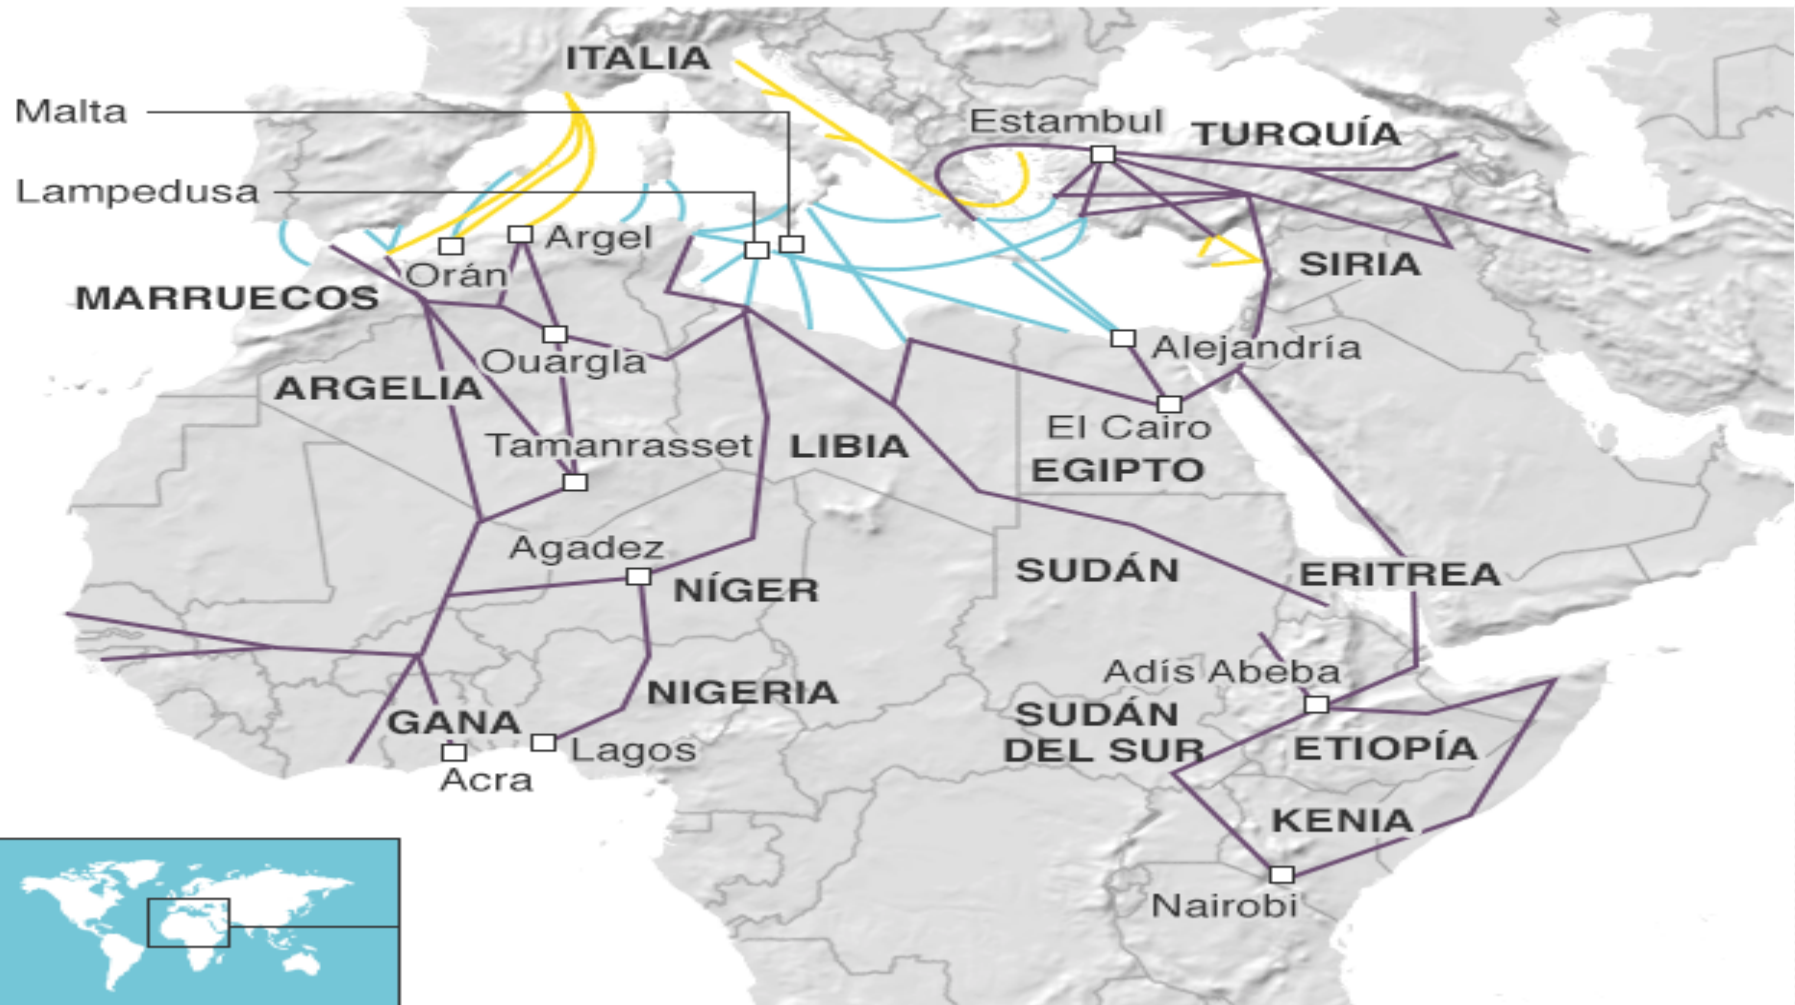 ITALIA
Malta
Estambul
TURQUÍA
Lampedusa
Argel
Orán
SIRIA
MARRUECOS
Ouargla
Alejandría
ARGELIA
El Cairo
Tamanrasset
LIBIA
EGIPTO
Agadez
NÍGER
SUDÁN
ERITREA
Adís Abeba
NIGERIA
GANA
SUDÁN
DEL SUR
Lagos
ETIOPÍA
Acra
KENIA
Nairobi